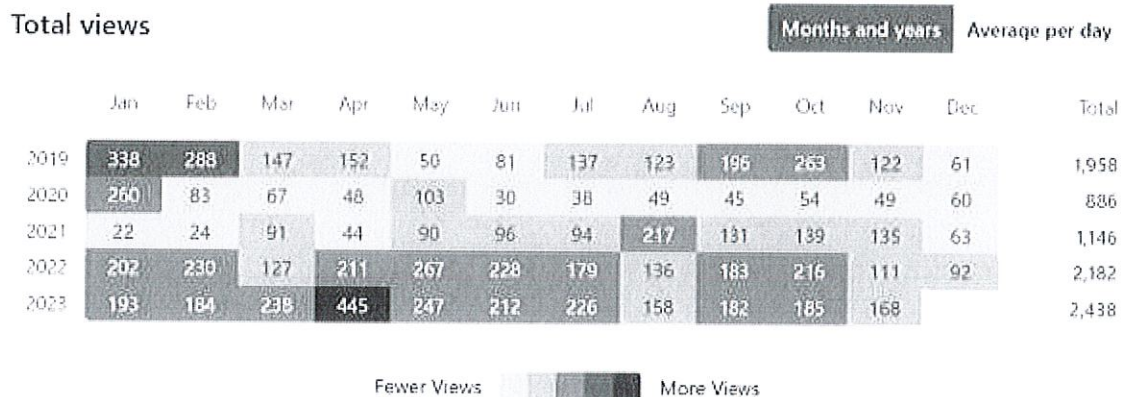 Total views
Months and years Average per day
Jan Feb Mar Apr May Jun Jul Aug Sep Oct Nov Dec Total
2019 338 288 147 152 50 81 137 123 196 263 122 61 1,958
2020 260 83 67 48 103 30 38 49 45 54 49 60 886
2021 22 24 91 44 90 96 94 217 131 139 135 63 1,146
2022 202 230 127 211 267 228 179 136 183 216 111 92 2,182
2023 193 184 238 445 247 212 226 158 182 185 168 2,438
Fewer Views More Views